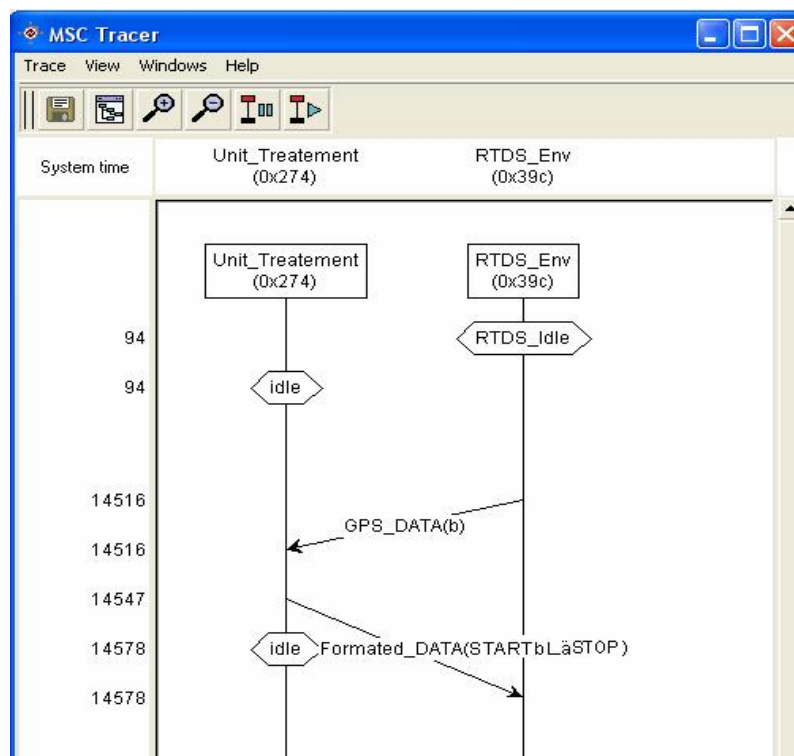 MSC Tracer
Trace View Windows Help
System time
Unit_Treatement
(0x274)
RTDS_Env
(0x39c)
Unit_Treatement
(0x274)
RTDS_Env
(0x39c)
94
RTDS_Idle
94
idle
14516
GPS_DATA(b)
14516
14547
14578
idle
Formated_DATA(STARTbL_äSTOP)
14578